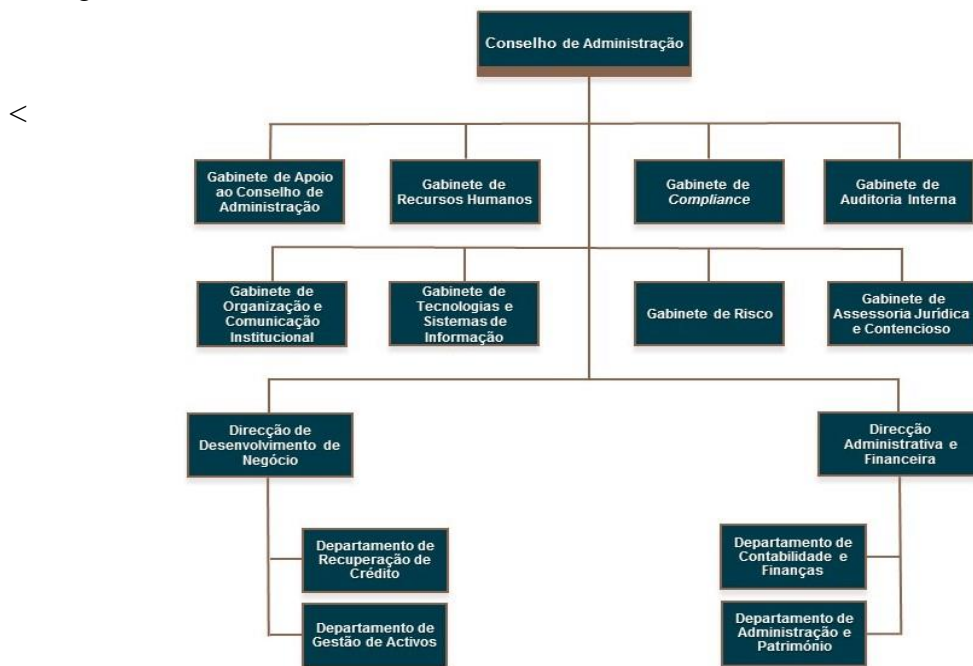 Conselho de Administração
<
Gabinete de Apoio
ao Conselho de
Administração
Gabinete de
Recursos Humanos
Gabinete de
Compliance
Gabinete de
Auditoria Interna
Gabinete de
Organização e
Comunicação
Institucional
Gabinete de
Tecnologias e
Sistemas de
Informação
Gabinete de Risco
Gabinete de
Assessoria Jurídica
e Contencioso
Direcção de
Desenvolvimento de
Negócio
Direcção
Administrativa e
Financeira
Departamento de
Recuperação de
Crédito
Departamento de
Contabilidade e
Finanças
Departamento de
Gestão de Activos
Departamento de
Administração e
Património